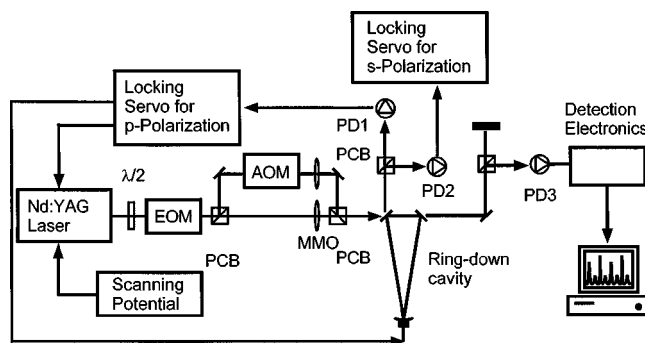 Locking
Servo for
s-Polarization
Locking
Servo for
p-Polarization
PD1
PCB
PD2
PD3
Detection
Electronics
λ/2
AOM
Nd:YAG
Laser
EOM
MMO
PCB
PCB
Ring-down
cavity
Scanning
Potential